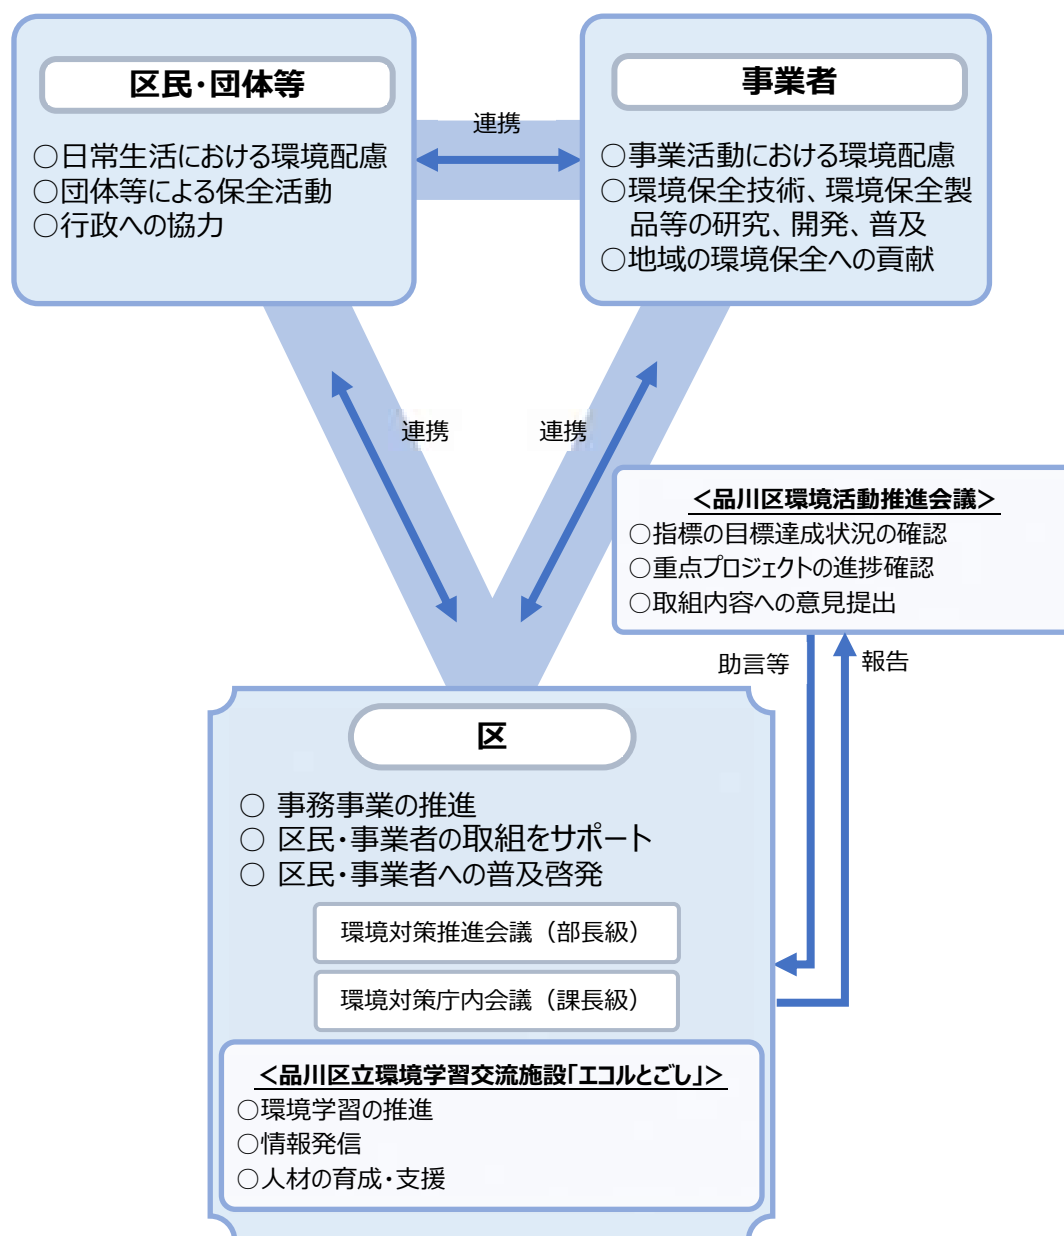 区民・団体等
○日常生活における環境配慮
○団体等による保全活動
○行政への協力
連携
事業者
○事業活動における環境配慮
○環境保全技術、環境保全製
品等の研究、開発、普及
○地域の環境保全への貢献
連携
連携
<品川区環境活動推進会議>
○指標の目標達成状況の確認
○重点プロジェクトの進捗確認
○取組内容への意見提出
助言等
報告
区
○ 事務事業の推進
○ 区民・事業者の取組をサポート
○ 区民・事業者への普及啓発
環境対策推進会議（部長級）
環境対策庁内会議（課長級）
<品川区立環境学習交流施設「エコルとごし」>
○環境学習の推進
○情報発信
○人材の育成・支援